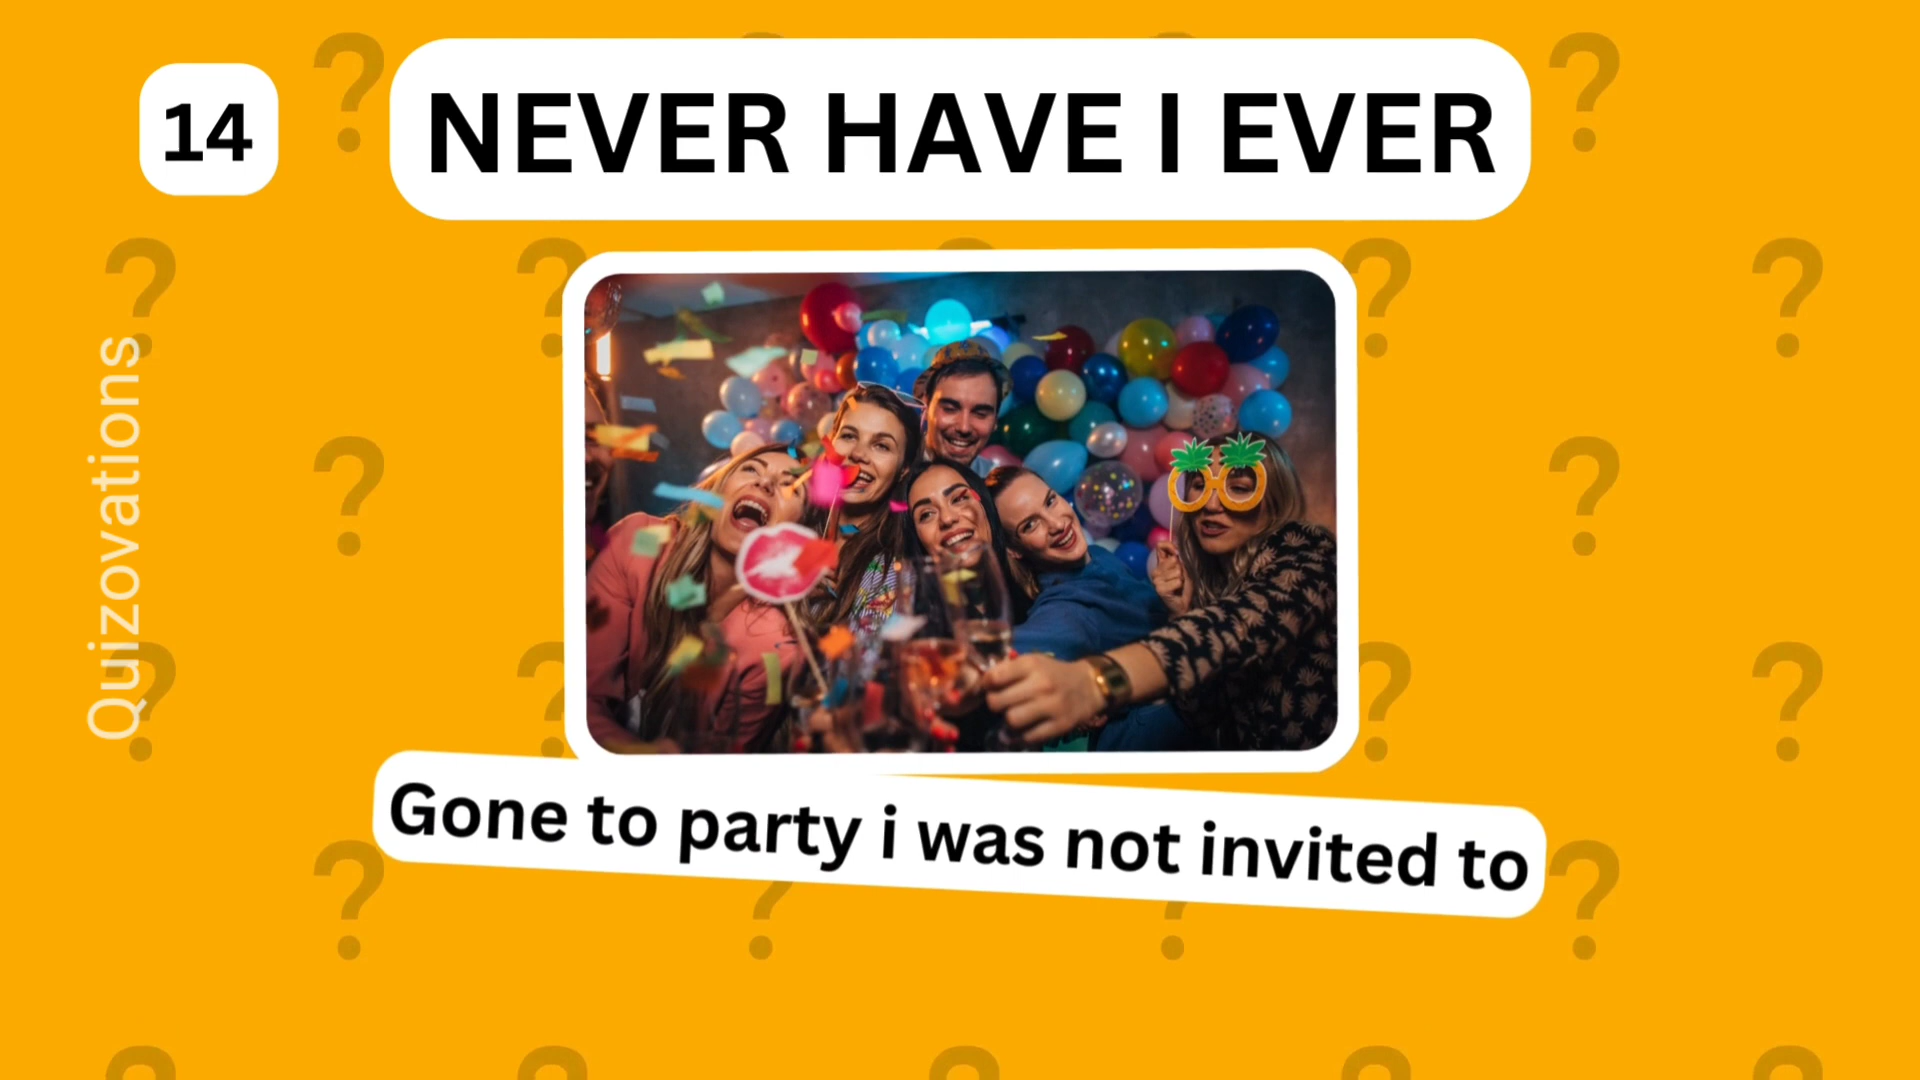 14
NEVER HAVE I EVER
Quizovations
Gone to party i was not invited to